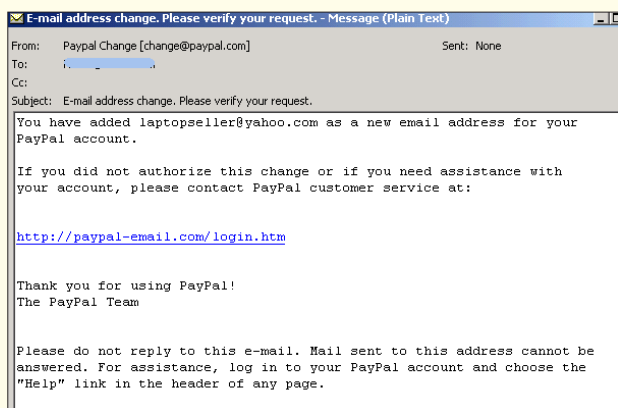 E-mail address change. Please verify your request. - Message (Plain Text)
From: Paypal Change [change@paypal.com] Sent: None
To:
Cc:
Subject: E-mail address change. Please verify your request.
You have added laptopseller@yahoo.com as a new email address for your
PayPal account.
If you did not authorize this change or if you need assistance with
your account, please contact PayPal customer service at:
http://paypal-email.com/login.htm
Thank you for using PayPal!
The PayPal Team
Please do not reply to this e-mail. Mail sent to this address cannot be
answered. For assistance, log in to your PayPal account and choose the
"Help" link in the header of any page.